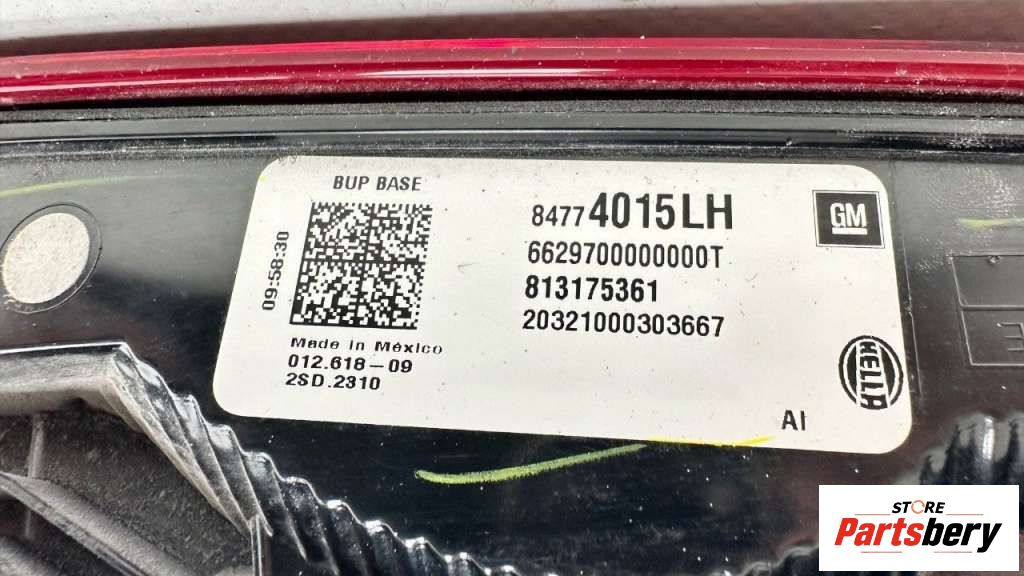 BUP BASE
09:58:30
Made in México
012.618-09
2SD.2310
84774015LH
6629700000000T
813175361
20321000303667
GM
HELLA
AI
E
STORE
Partsbery